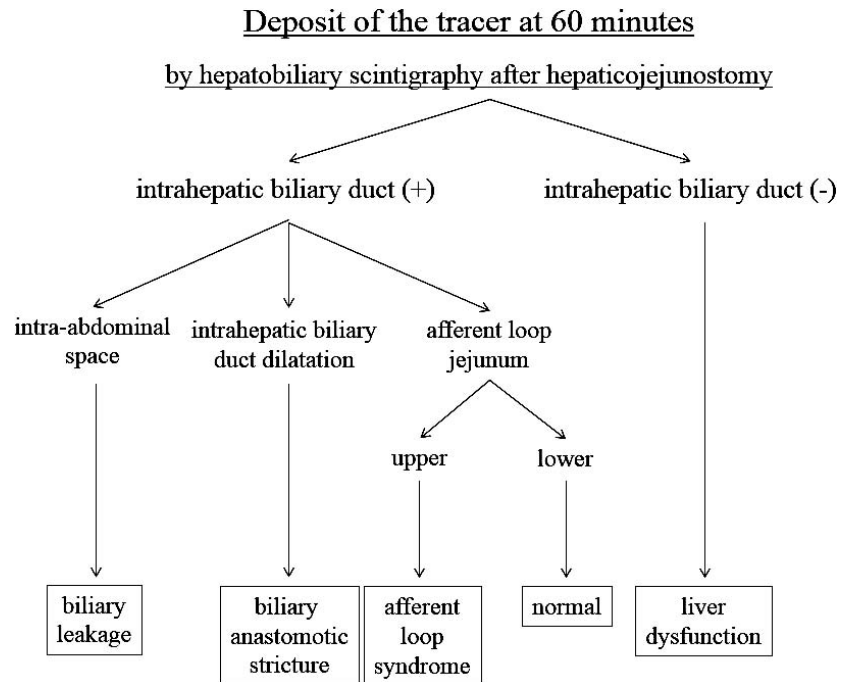 Deposit of the tracer at 60 minutes
by hepatobiliary scintigraphy after hepaticojejunostomy
intrahepatic biliary duct (+)
intrahepatic biliary duct (-)
intra-abdominal
space
intrahepatic biliary
duct dilatation
afferent loop
jejunum
upper
lower
biliary
leakage
biliary
anastomotic
stricture
afferent
loop
syndrome
normal
liver
dysfunction